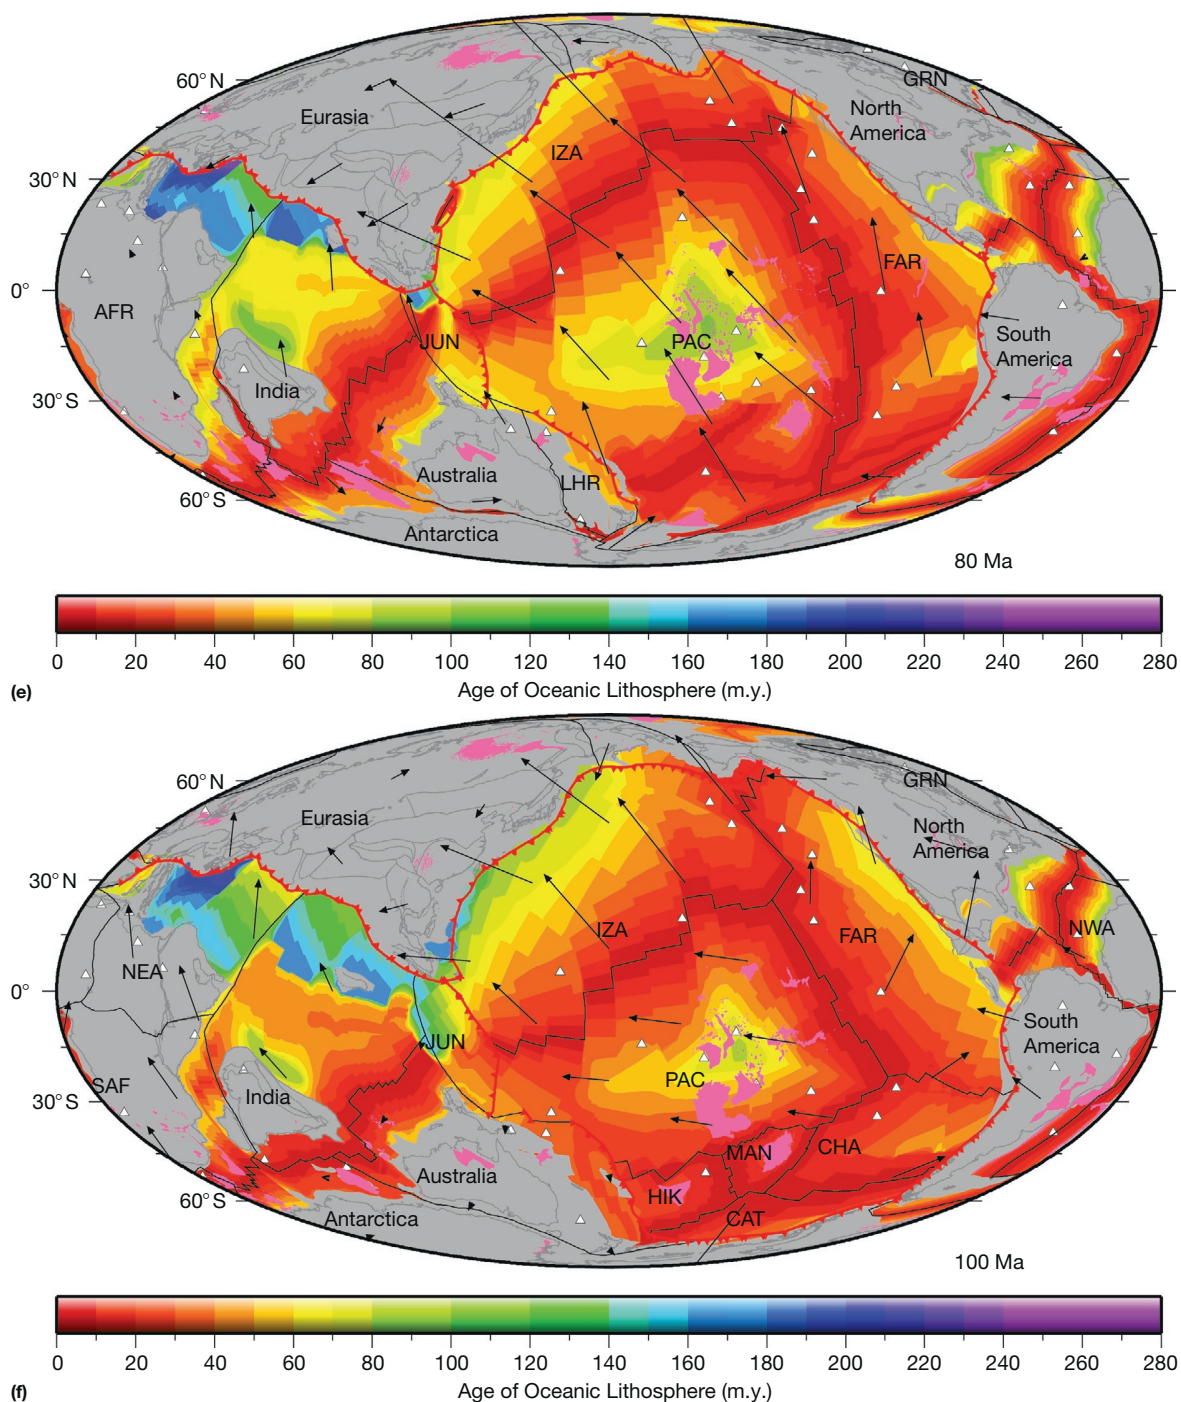 GRN
60°N
North
America
Eurasia
IZA
30°N
FAR
0°
AFR
South
America
JUN
PAC
India
30°S
Australia
LHR
60°S
Antarctica
80 Ma
0 20 40 60 80 100 120 140 160 180 200 220 240 260 280
(e)
Age of Oceanic Lithosphere (m.y.)
60°N
GRN
Eurasia
North
America
30°N
IZA
NWA
FAR
NEA
0°
South
America
JUN
PAC
SAF
India
30°S
MAN
CHA
Australia
HIK
60°S
CAT
Antarctica
100 Ma
0 20 40 60 80 100 120 140 160 180 200 220 240 260 280
(f)
Age of Oceanic Lithosphere (m.y.)